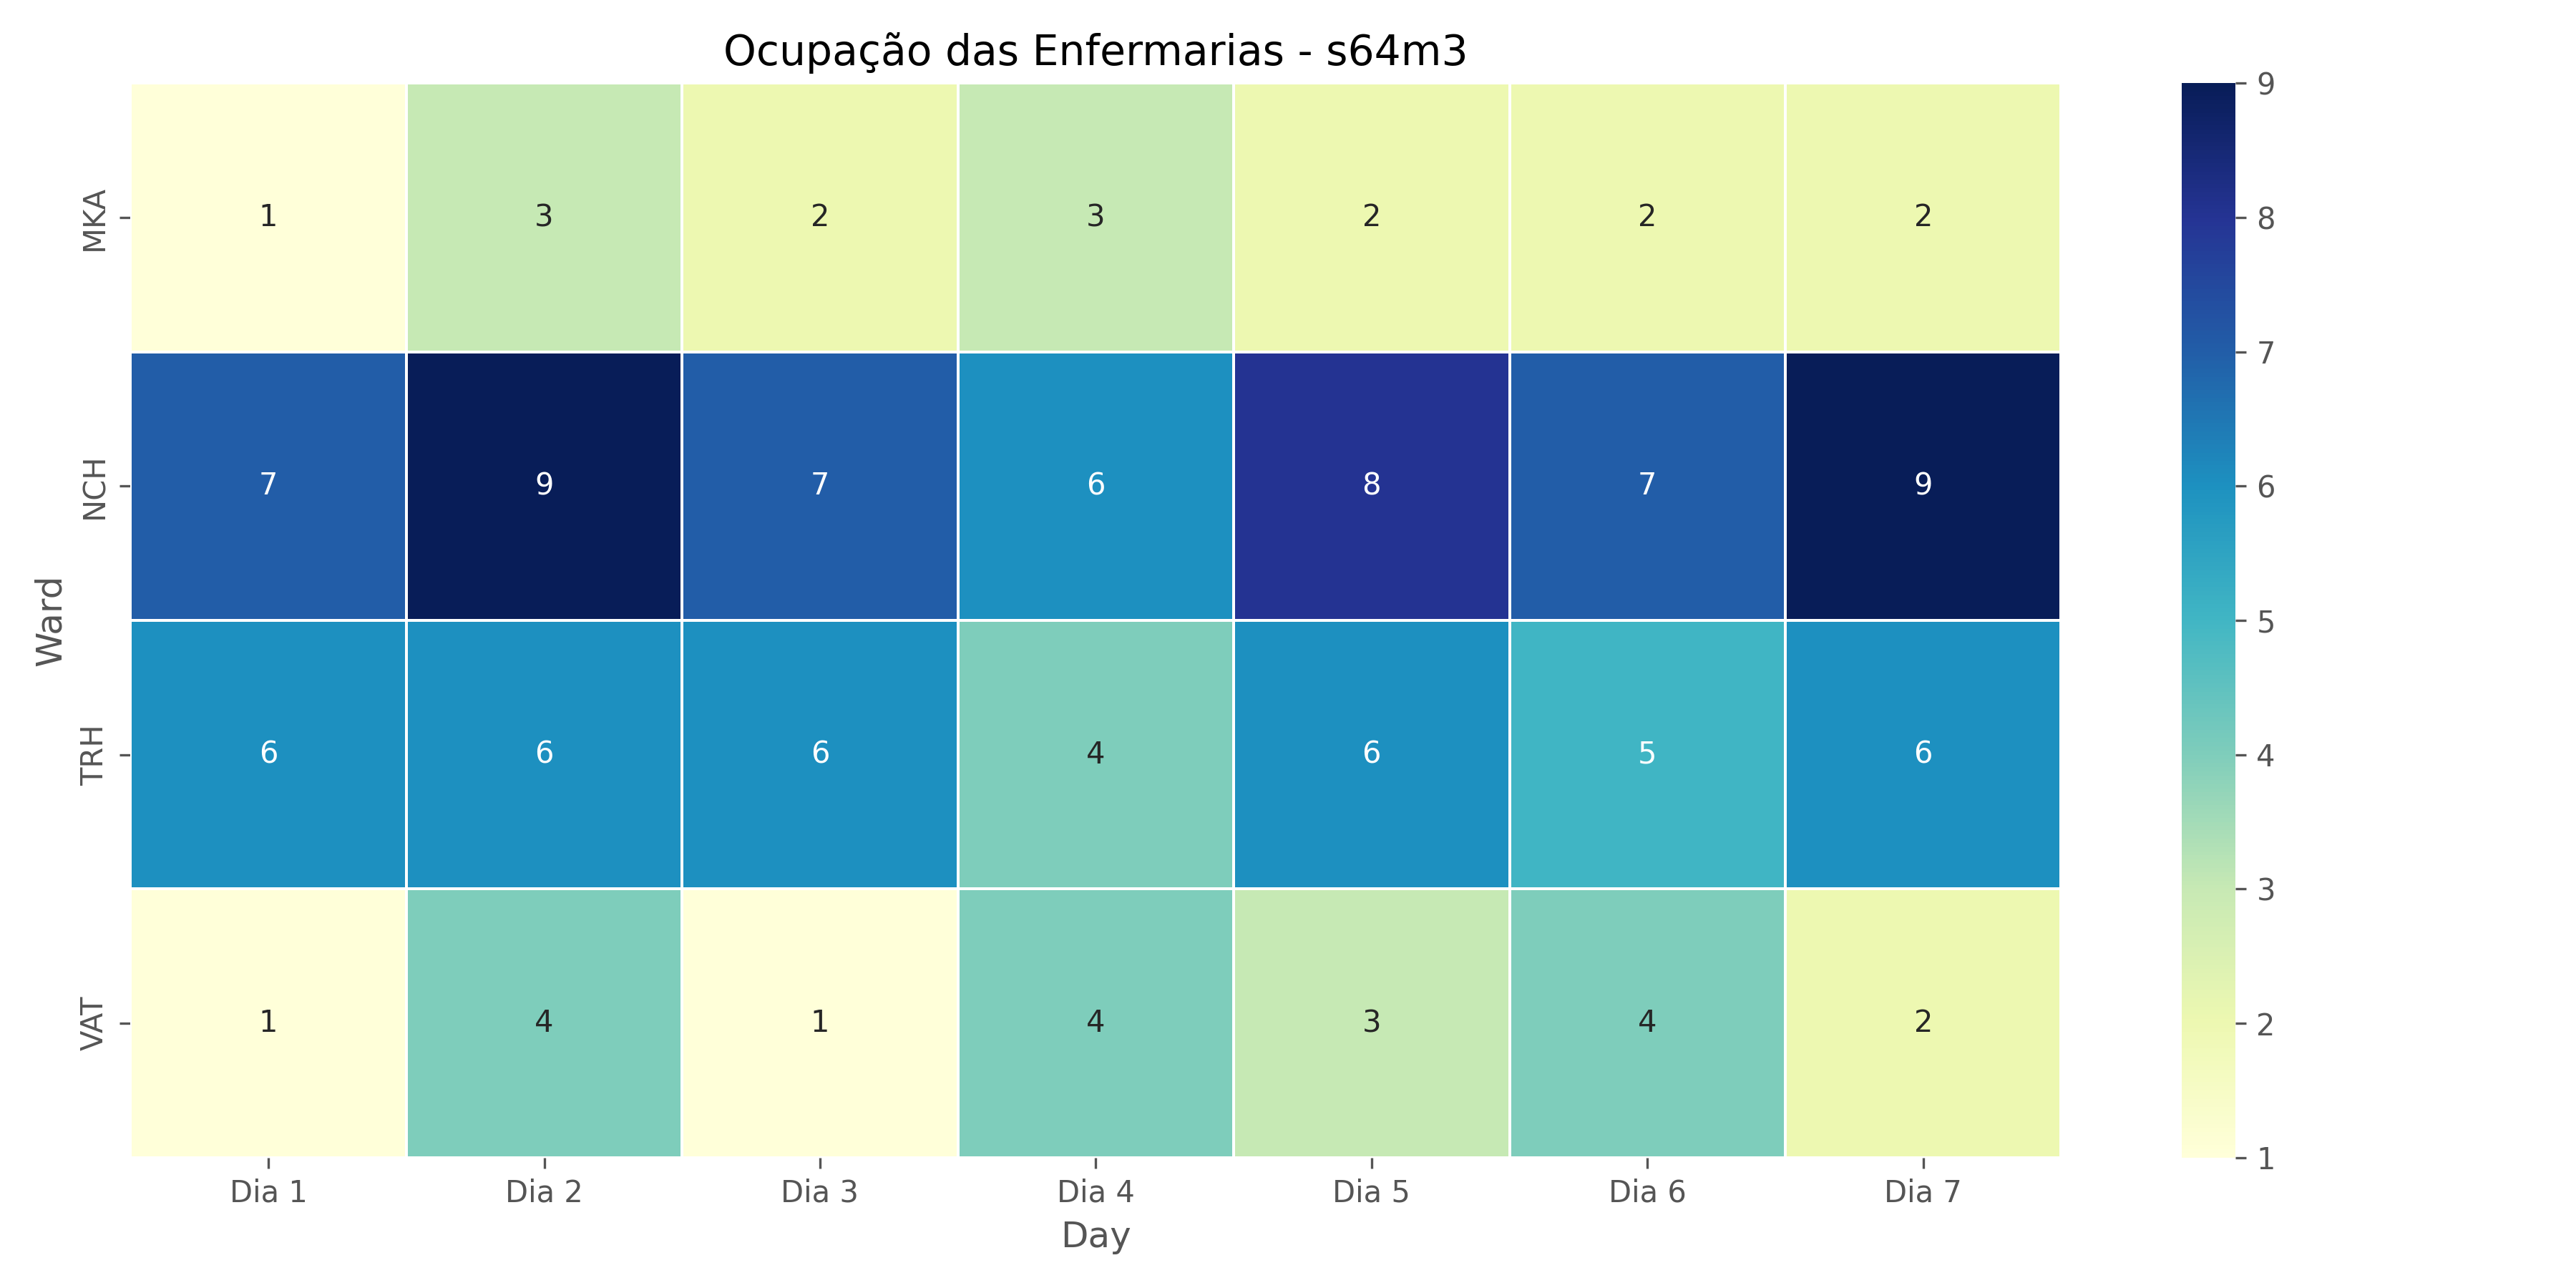 Ocupação das Enfermarias - s64m3
Ward
MKA
1 3 2 3 2 2 2
NCH
7 9 7 6 8 7 9
TRH
6 6 6 4 6 5 6
VAT
1 4 1 4 3 4 2
Dia 1 Dia 2 Dia 3 Dia 4 Dia 5 Dia 6 Dia 7
Day
9
8
7
6
5
4
3
2
1